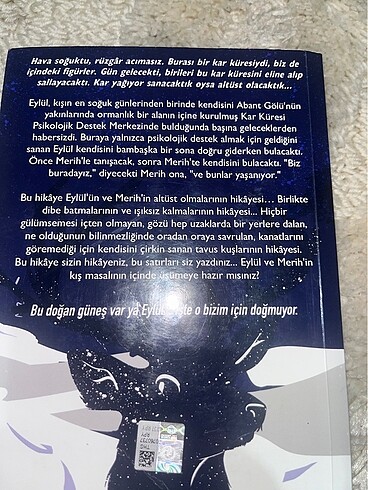 Hava soğuktu, rüzgâr acımasız. Burası bir kar küresiydi, biz de
içindeki figürler. Gün gelecekti, birileri bu kar küresini eline alıp
sallayacaktı. Kar yağıyor sanacaktık oysa altüst olacaktık...
Eylül, kışın en soğuk günlerinden birinde kendisini Abant Gölü'nün
yakınlarında ormanlık bir alanın içine kurulmuş Kar Küresi
Psikolojik Destek Merkezinde bulduğunda başına geleceklerden
habersizdi. Buraya yalnızca psikolojik destek almak için geldiğini
sanan Eylül kendisini bambaşka bir sona doğru giderken bulacaktı.
Önce Merih'le tanışacak, sonra Merih'te kendisini bulacaktı. "Biz
buradayız," diyecekti Merih ona, "ve bunlar yaşanıyor."
Bu hikâye Eylül'ün ve Merih'in altüst olmalarının hikâyesi... Birlikte
dibe batmalarının ve ışıksız kalmalarının hikâyesi... Hiçbir
gülümsemesi içten olmayan, gözü hep uzaklarda bir yerlere dalan,
ne olduğunun bilinmezliğinde oradan oraya savrulan, kanatlarını
göremediği için kendisini çirkin sanan tavus kuşlarının hikâyesi.
Bu hikâye sizin hikâyeniz, bu satırları siz yazdınız... Eylül ve Merih'in
kış masalının içinde üşümeye hazır mısınız?
Bu doğan güneş var ya Eylül, işte o bizim için doğmuyor.